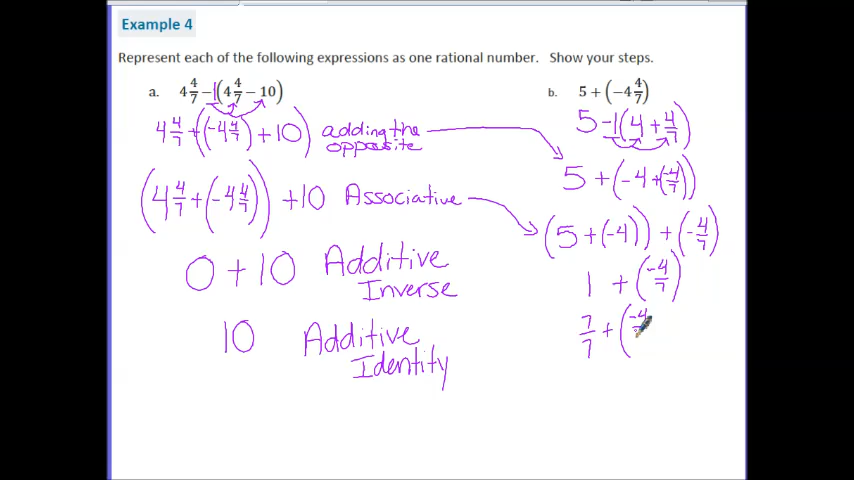 Example 4
Represent each of the following expressions as one rational number. Show your steps.
a. 4 4/7 − 1(4 4/7 − 10)
4 4/7 + ((-4 4/7) + 10) adding the opposite
(4 4/7 + (-4 4/7)) + 10 Associative
0 + 10 Additive Inverse
10 Additive Identity
b. 5 + (−4 4/7)
5 - 1(4 + 4/7)
5 + (-4 + (-4/7))
(5 + (-4)) + (-4/7)
1 + (-4/7)
7/7 + (-4